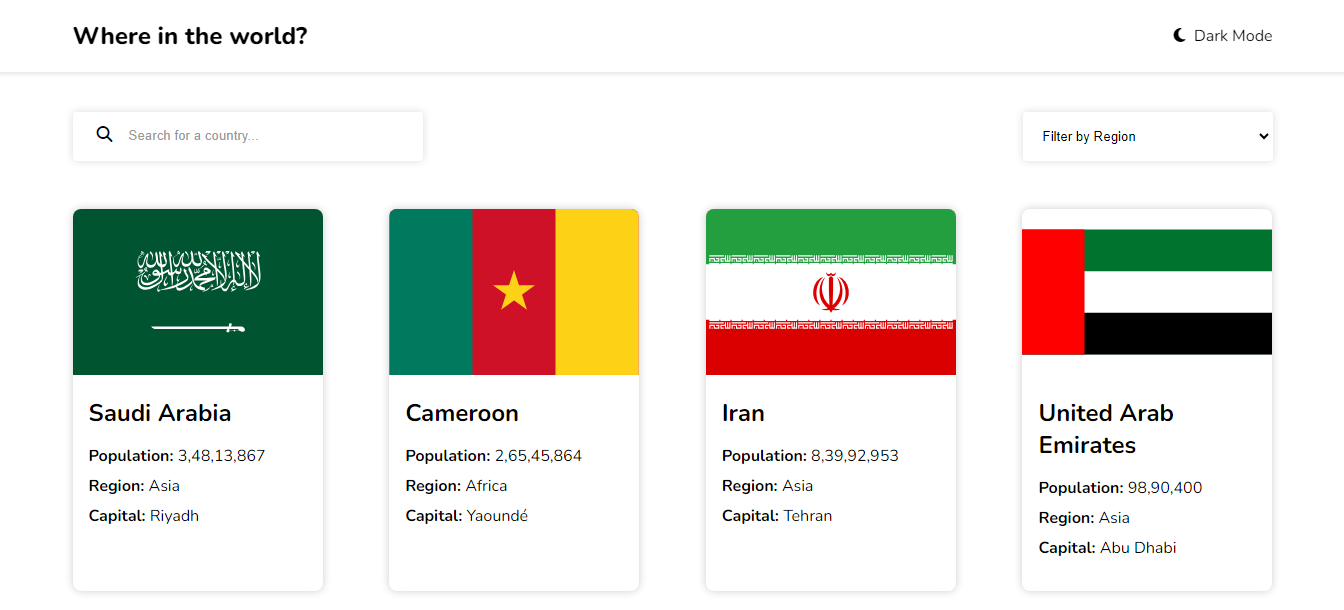 Where in the world?
Dark Mode
Search for a country...
Filter by Region
لا إله إلا الله محمد رسول الله
Saudi Arabia
Population: 3,48,13,867
Region: Asia
Capital: Riyadh
Cameroon
Population: 2,65,45,864
Region: Africa
Capital: Yaoundé
Iran
Population: 8,39,92,953
Region: Asia
Capital: Tehran
United Arab
Emirates
Population: 98,90,400
Region: Asia
Capital: Abu Dhabi